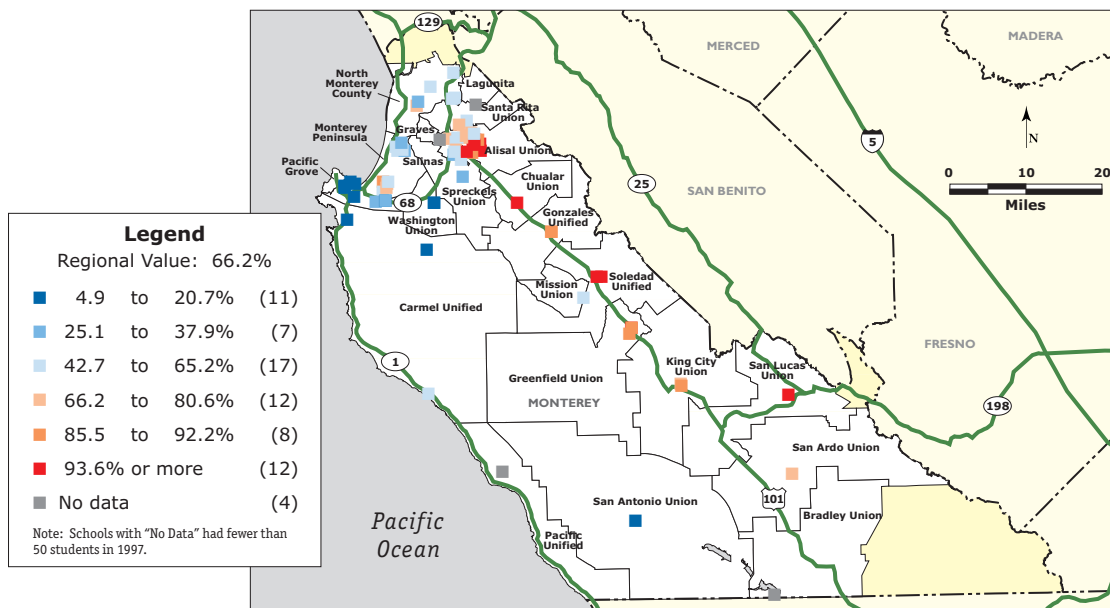 129
MERCED
MADERA
North
Monterey
County
Lagunita
Santa Rita
Union
Monterey
Peninsula
Graves
Alisal Union
Salinas
Pacific
Grove
Chualar
Union
Spreckels
Union
68
Washington
Union
Gonzales
Unified
25
5
SAN BENITO
N
0 10 20
Miles
Mission
Union
Soledad
Unified
Carmel Unified
1
Greenfield Union
MONTEREY
King City
Union
San Lucas
Union
FRESNO
198
San Ardo Union
San Antonio Union
101
Bradley Union
Pacific
Unified
Pacific
Ocean
Legend
Regional Value: 66.2%
4.9 to 20.7% (11)
25.1 to 37.9% (7)
42.7 to 65.2% (17)
66.2 to 80.6% (12)
85.5 to 92.2% (8)
93.6% or more (12)
No data (4)
Note: Schools with “No Data” had fewer than
50 students in 1997.